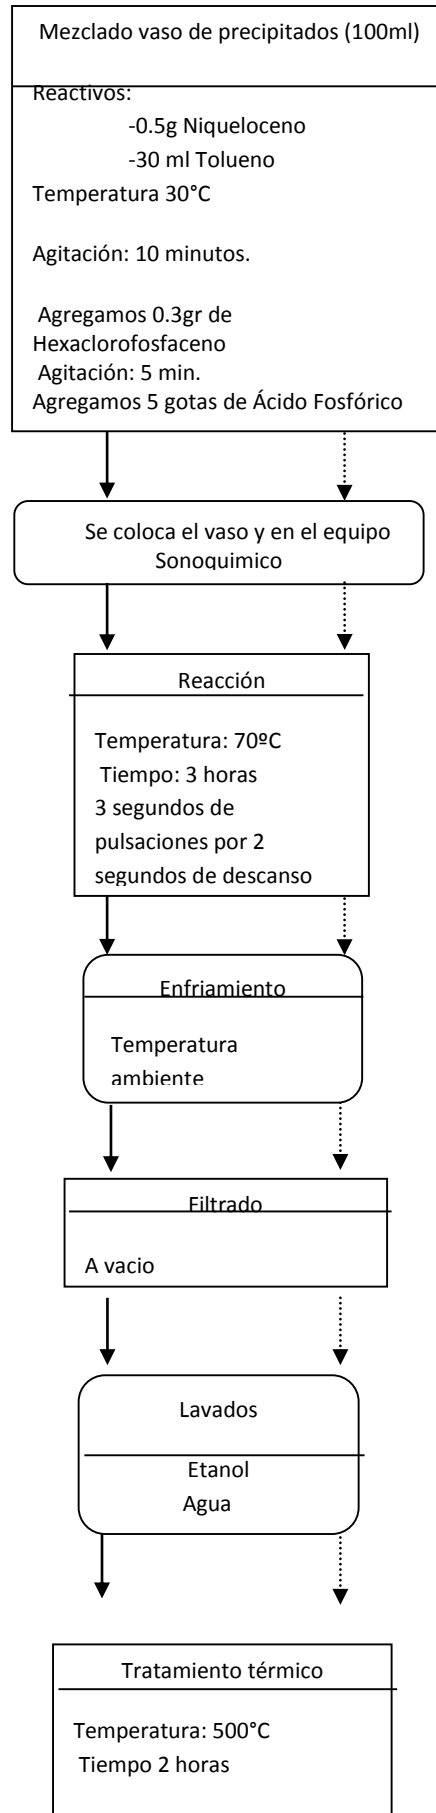 Mezclado vaso de precipitados (100ml)
Reactivos:
-0.5g Niqueloceno
-30 ml Tolueno
Temperatura 30°C
Agitación: 10 minutos.
Agregamos 0.3gr de
Hexaclorofosfaceno
Agitación: 5 min.
Agregamos 5 gotas de Ácido Fosfórico
Se coloca el vaso y en el equipo
Sonoquimico
Reacción
Temperatura: 70ºC
Tiempo: 3 horas
3 segundos de
pulsaciones por 2
segundos de descanso
Enfriamiento
Temperatura
ambiente
Filtrado
A vacio
Lavados
Etanol
Agua
Tratamiento térmico
Temperatura: 500°C
Tiempo 2 horas